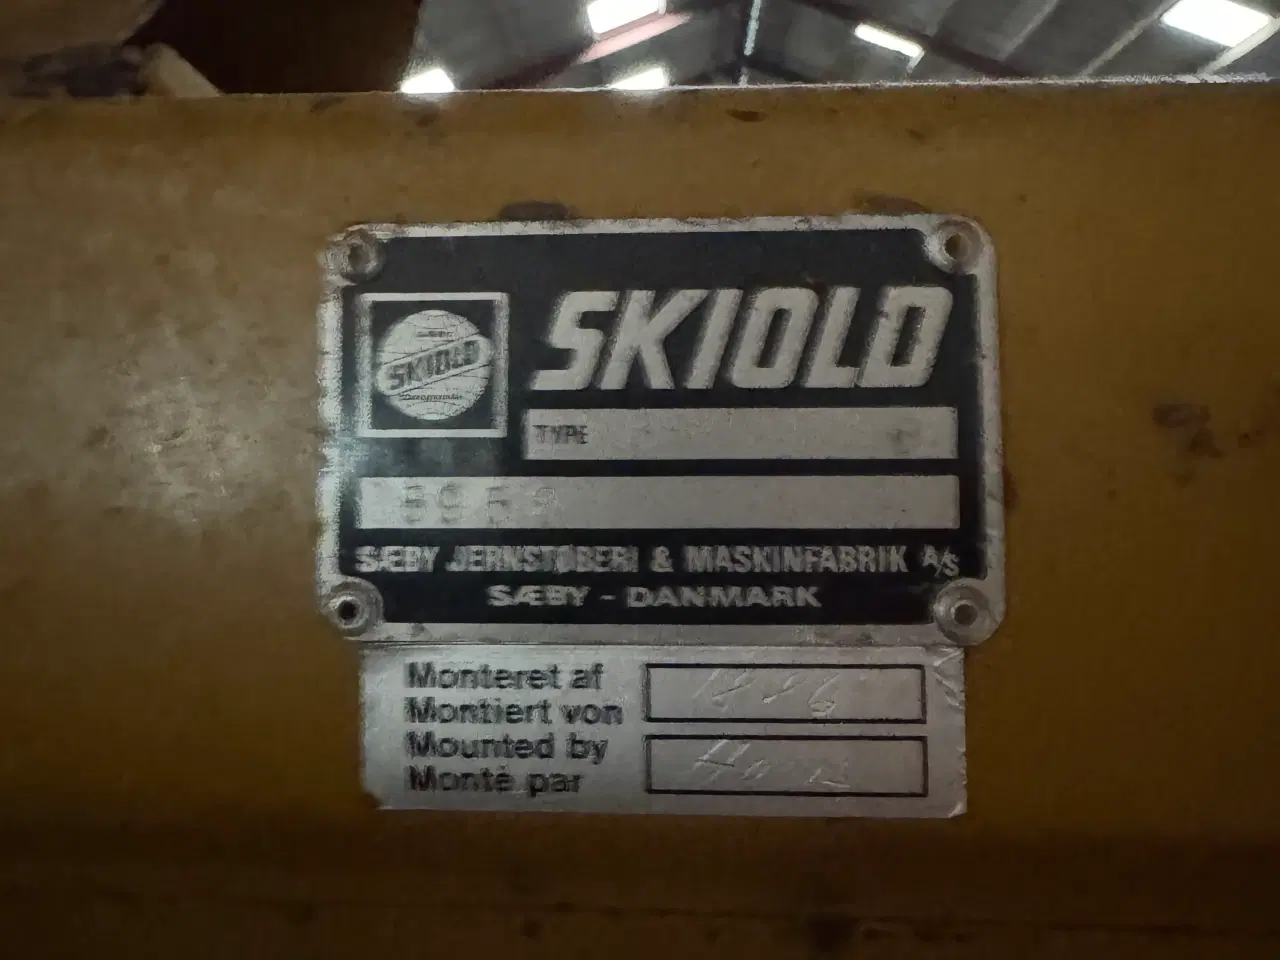 SKIOLD
SKIOLD
TYPE
SÆBY JERNSTØBERI & MASKINFABRIK A/S
SÆBY - DANMARK
Monteret af
Montiert von
Mounted by
Monté par